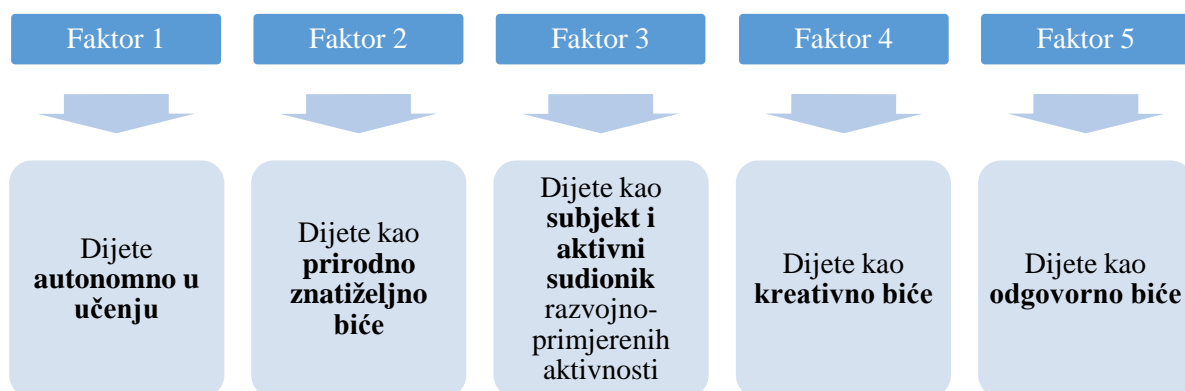 Faktor 1
Faktor 2
Faktor 3
Faktor 4
Faktor 5
Dijete
autonomno u
učenju
Dijete kao
prirodno
znatiželjno
biće
Dijete kao
subjekt i
aktivni
sudionik
razvojno-
primjerenih
aktivnosti
Dijete kao
kreativno biće
Dijete kao
odgovorno biće